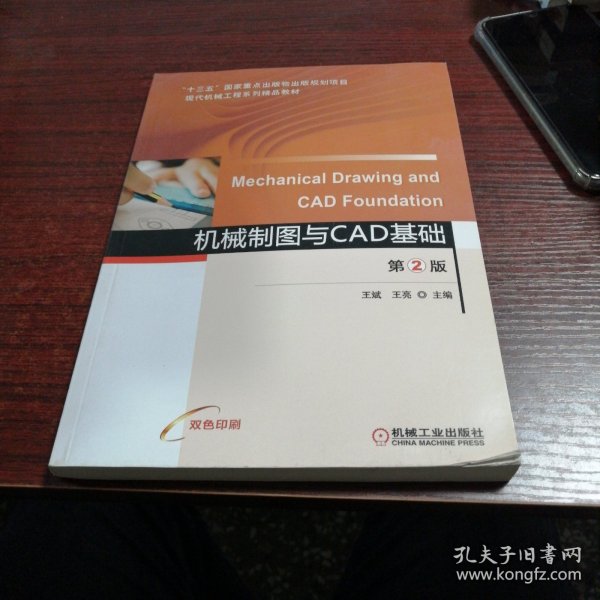 “十三五”国家重点出版物出版规划项目
现代机械工程系列精品教材
Mechanical Drawing and
CAD Foundation
机械制图与CAD基础
第2版
王斌 王亮 ◎ 主编
双色印刷
机械工业出版社
CHINA MACHINE PRESS
孔夫子旧书网
www.kongfz.com